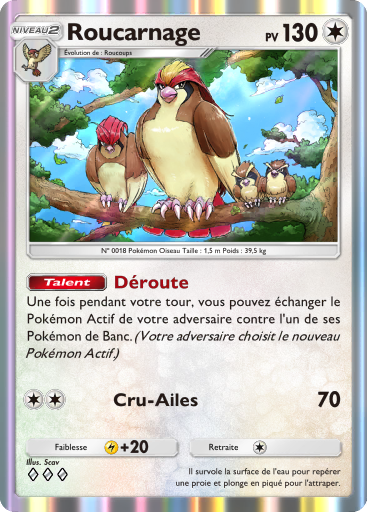 NIVEAU 2
Roucarnage
PV 130
Évolution de : Roucoups
N° 0018 Pokémon Oiseau Taille : 1,5 m Poids : 39,5 kg
Talent Déroute
Une fois pendant votre tour, vous pouvez échanger le
Pokémon Actif de votre adversaire contre l'un de ses
Pokémon de Banc. (Votre adversaire choisit le nouveau
Pokémon Actif.)
Cru-Ailes 70
Faiblesse +20 Retraite
Illus. Scav
Il survole la surface de l'eau pour repérer
une proie et plonge en piqué pour l'attraper.